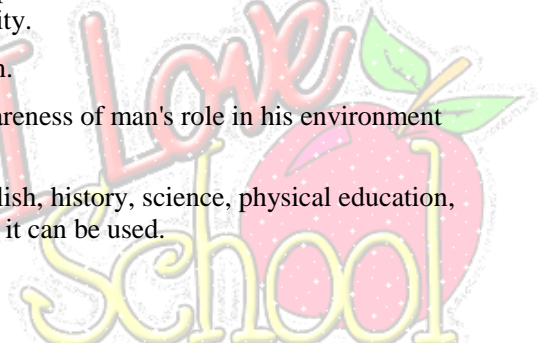 ity.
n.
I Love
areness of man's role in his environment
lish, history, science, physical education,
it can be used.
School